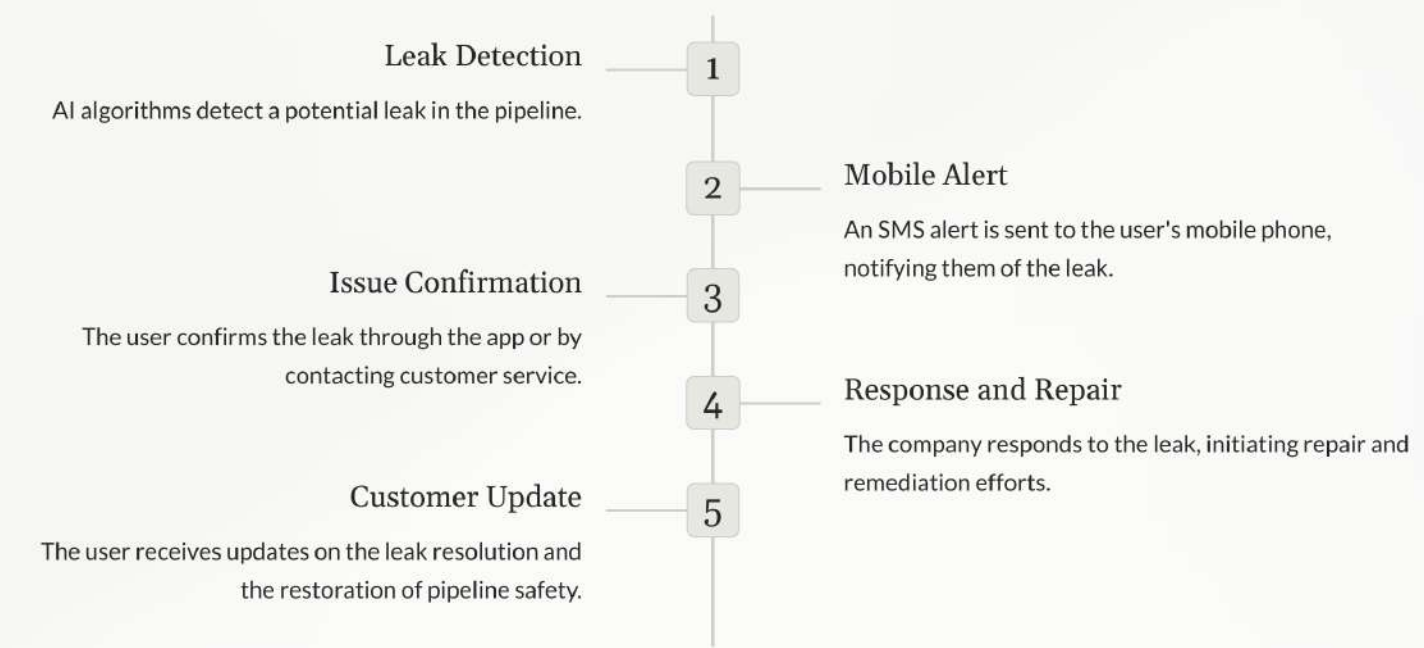 Leak Detection
1
AI algorithms detect a potential leak in the pipeline.
2
Mobile Alert
An SMS alert is sent to the user's mobile phone,
notifying them of the leak.
Issue Confirmation
3
The user confirms the leak through the app or by
contacting customer service.
4
Response and Repair
The company responds to the leak, initiating repair and
remediation efforts.
Customer Update
5
The user receives updates on the leak resolution and
the restoration of pipeline safety.